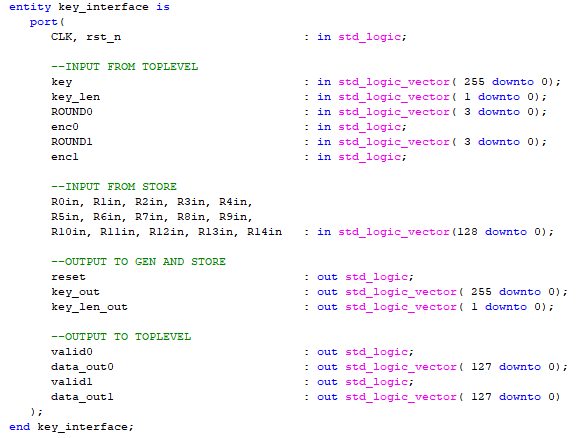 entity key_interface is
port(
CLK, rst_n : in std_logic;
--INPUT FROM TOPLEVEL
key : in std_logic_vector( 255 downto 0);
key_len : in std_logic_vector( 1 downto 0);
ROUND0 : in std_logic_vector( 3 downto 0);
enc0 : in std_logic;
ROUND1 : in std_logic_vector( 3 downto 0);
enc1 : in std_logic;
--INPUT FROM STORE
R0in, R1in, R2in, R3in, R4in,
R5in, R6in, R7in, R8in, R9in,
R10in, R11in, R12in, R13in, R14in : in std_logic_vector(128 downto 0);
--OUTPUT TO GEN AND STORE
reset : out std_logic;
key_out : out std_logic_vector( 255 downto 0);
key_len_out : out std_logic_vector( 1 downto 0);
--OUTPUT TO TOPLEVEL
valid0 : out std_logic;
data_out0 : out std_logic_vector( 127 downto 0);
valid1 : out std_logic;
data_out1 : out std_logic_vector( 127 downto 0)
);
end key_interface;